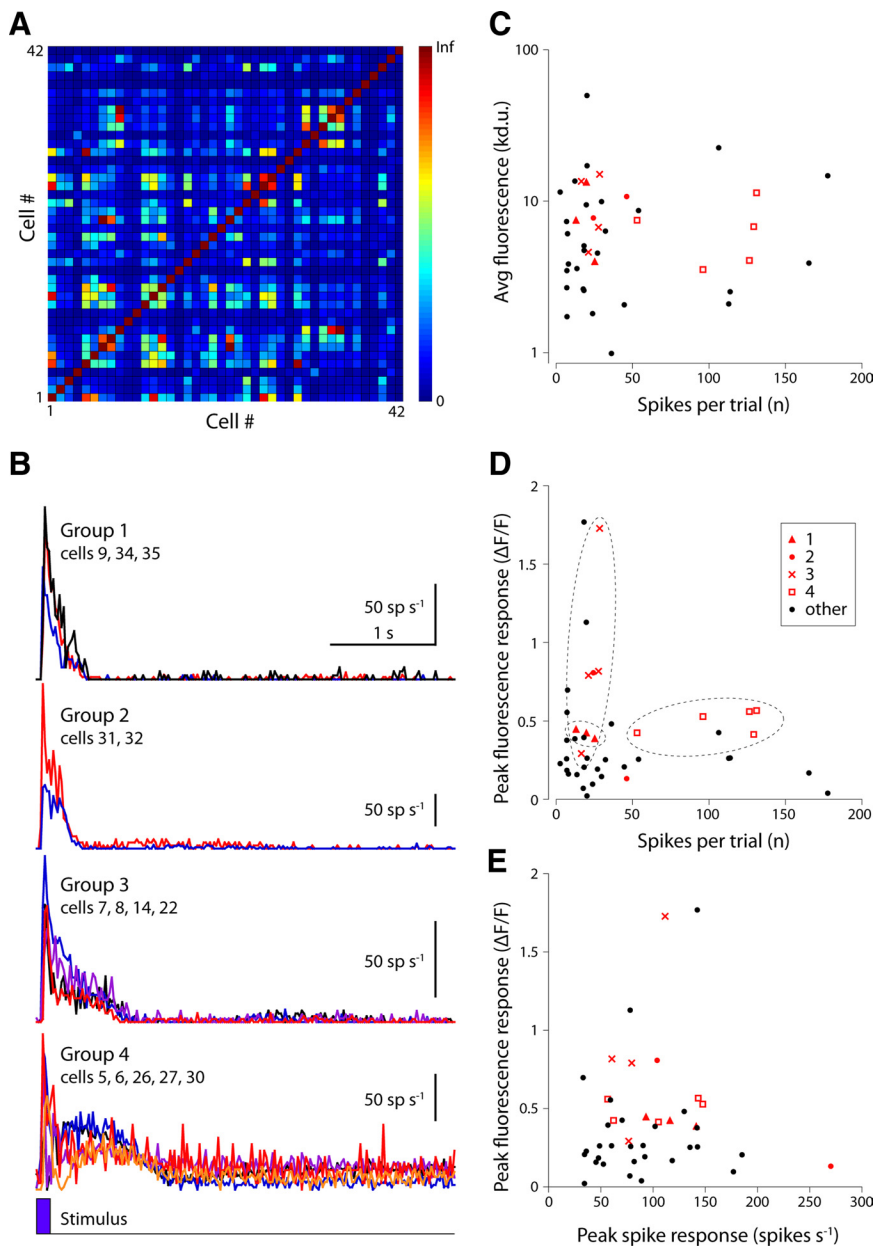 A
42
Inf
Cell #
1
0
1
42
Cell #
B
Group 1
cells 9, 34, 35
50 sp s⁻¹
1 s
Group 2
cells 31, 32
50 sp s⁻¹
Group 3
cells 7, 8, 14, 22
50 sp s⁻¹
Group 4
cells 5, 6, 26, 27, 30
50 sp s⁻¹
Stimulus
C
100
10
1
Avg fluorescence (kd.u.)
0
50
100
150
200
Spikes per trial (n)
D
2
1.5
1
0.5
0
Peak fluorescence response (ΔF/F)
1
2
3
4
other
0
50
100
150
200
Spikes per trial (n)
E
2
1.5
1
0.5
0
Peak fluorescence response (ΔF/F)
0
50
100
150
200
250
300
Peak spike response (spikes s⁻¹)